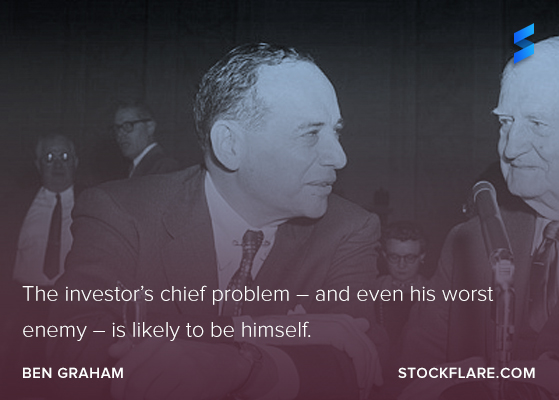 The investor’s chief problem – and even his worst
enemy – is likely to be himself.
BEN GRAHAM
STOCKFLARE.COM